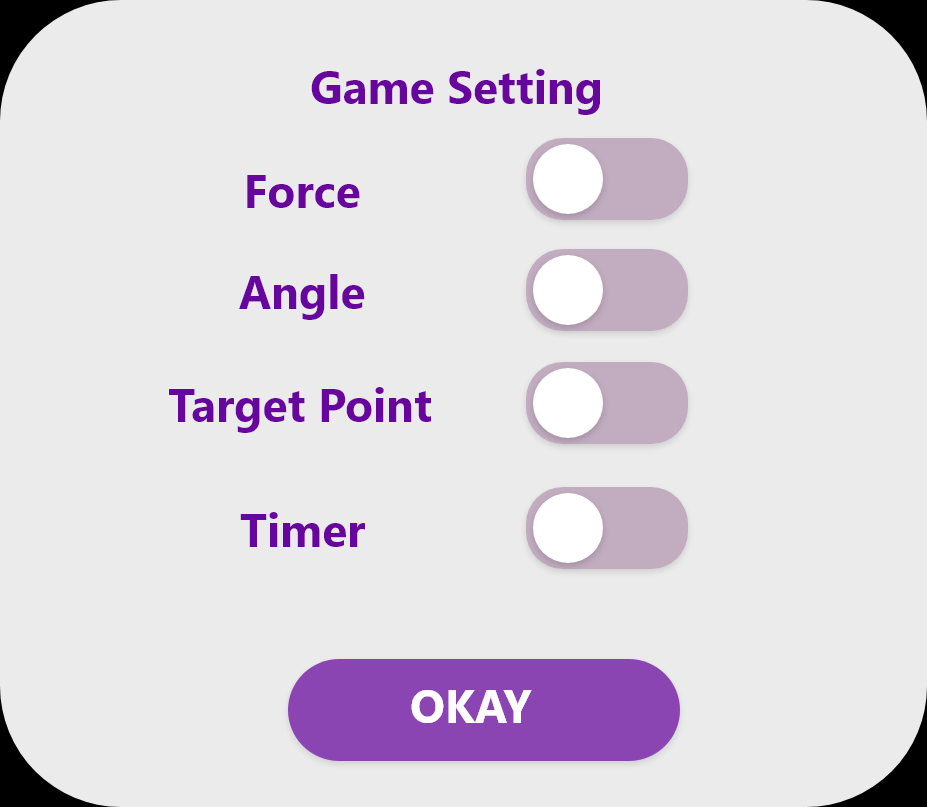 Game Setting
Force
Angle
Target Point
Timer
OKAY